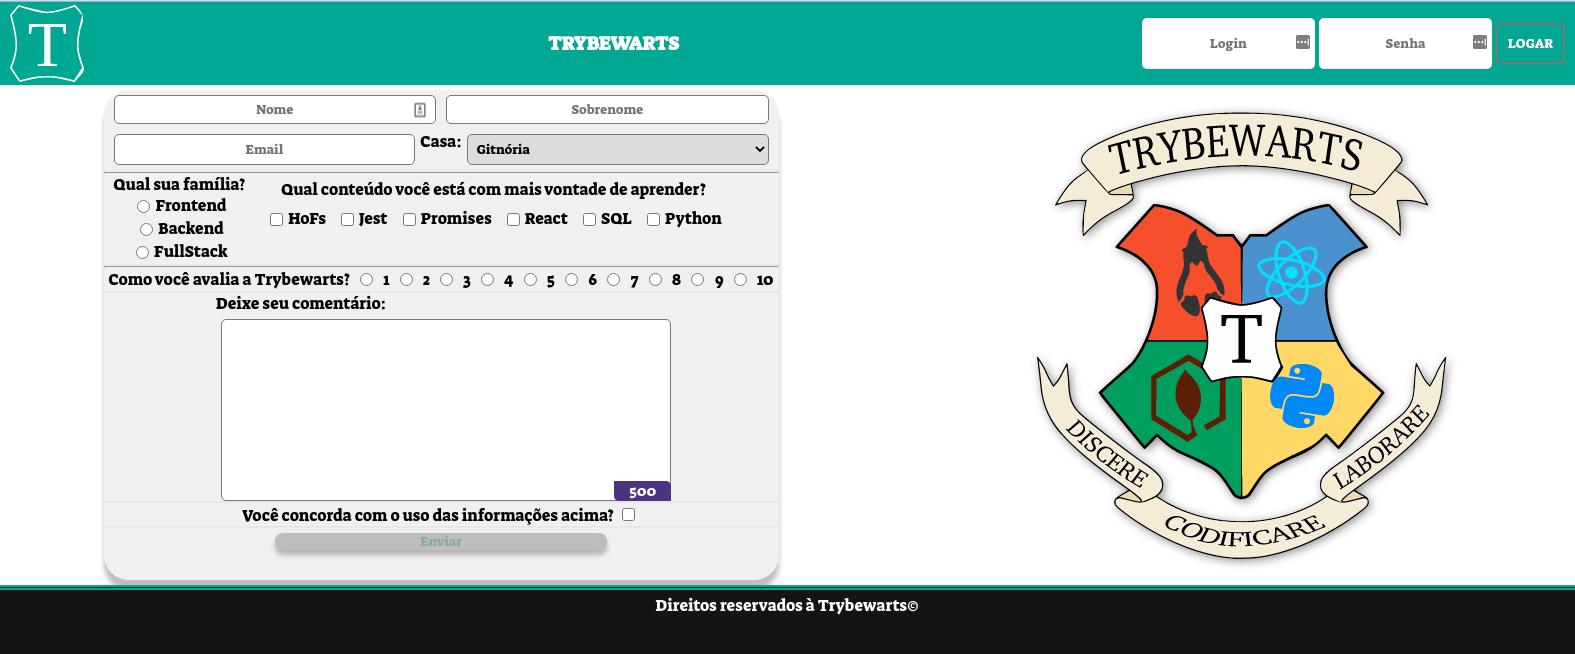 T
TRYBEWARTS
Login
Senha
LOGAR
Nome
Sobrenome
Email
Casa:
Gitnória
Qual sua família?
Frontend
Backend
FullStack
Qual conteúdo você está com mais vontade de aprender?
HoFs Jest Promises React SQL Python
Como você avalia a Trybewarts? 1 2 3 4 5 6 7 8 9 10
Deixe seu comentário:
500
Você concorda com o uso das informações acima?
Enviar
TRYBEWARTS
T
DISCERE
CODIFICARE
LABORARE
Direitos reservados à Trybewarts©